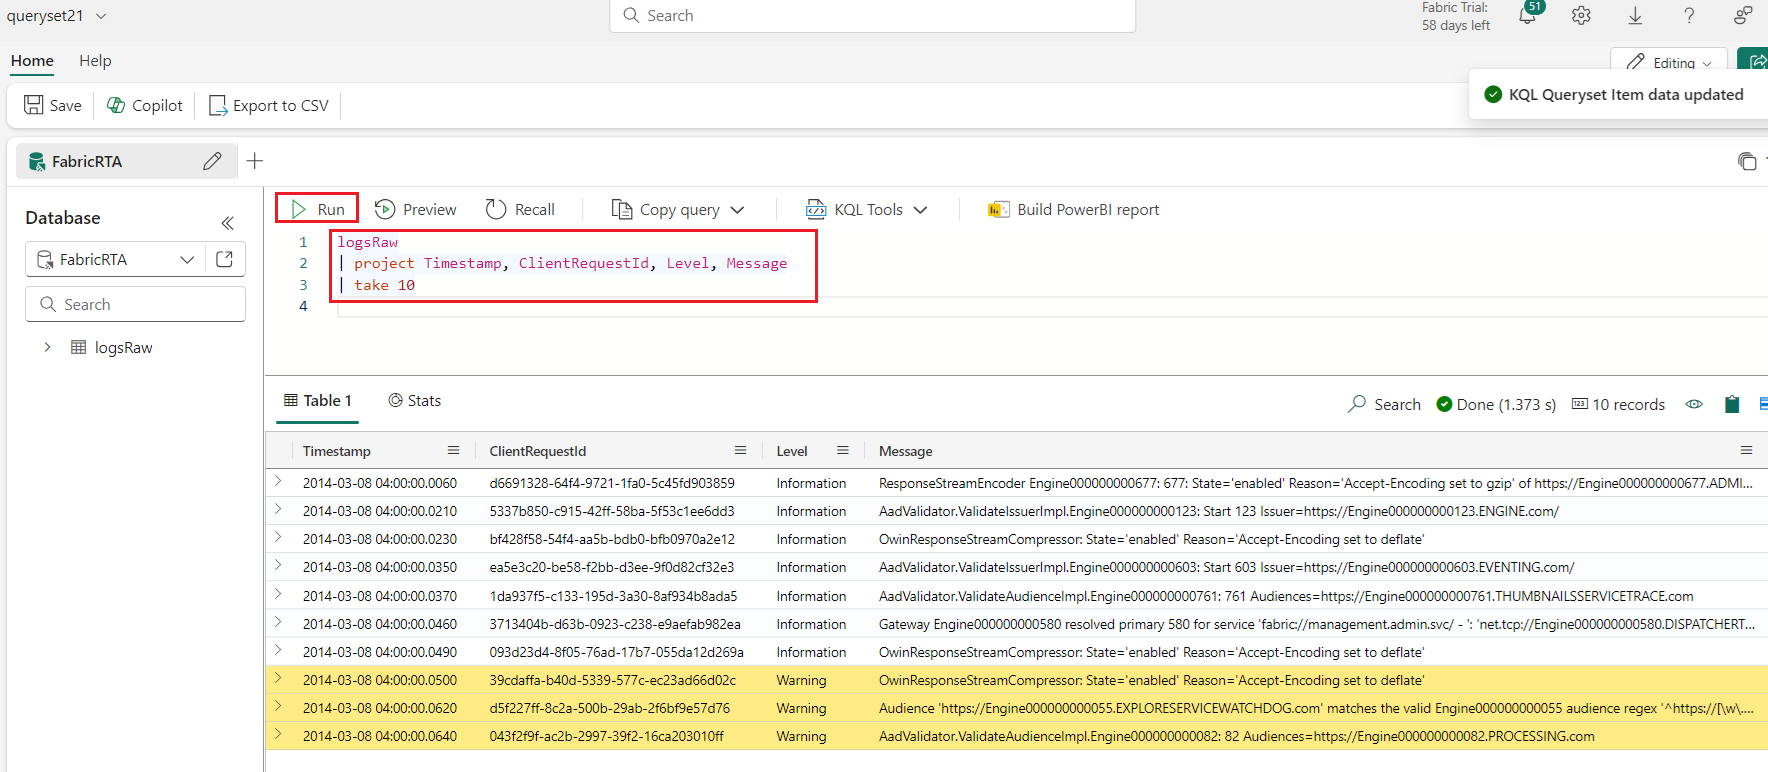 queryset21
Search
Fabric Trial:
58 days left
51
?
Home
Help
Editing
KQL Queryset Item data updated
Save
Copilot
Export to CSV
FabricRTA
Database
FabricRTA
Search
logsRaw
Run
Preview
Recall
Copy query
KQL Tools
Build PowerBI report
1 logsRaw
2 | project Timestamp, ClientRequestId, Level, Message
3 | take 10
4
Table 1
Stats
Search
Done (1.373 s)
10 records
Timestamp ClientRequestId Level Message
2014-03-08 04:00:00.0060 d6691328-64f4-9721-1fa0-5c45fd903859 Information ResponseStreamEncoder Engine000000000677: 677: State='enabled' Reason='Accept-Encoding set to gzip' of https://Engine000000000677.ADMI...
2014-03-08 04:00:00.0210 5337b850-c915-42ff-58ba-5f53c1ee6dd3 Information AadValidator.ValidateIssuerImpl.Engine000000000123: Start 123 Issuer=https://Engine000000000123.ENGINE.com/
2014-03-08 04:00:00.0230 bf428f58-54f4-aa5b-bdb0-bfb0970a2e12 Information OwinResponseStreamCompressor: State='enabled' Reason='Accept-Encoding set to deflate'
2014-03-08 04:00:00.0350 ea5e3c20-be58-f2bb-d3ee-9f0d82cf32e3 Information AadValidator.ValidateIssuerImpl.Engine000000000603: Start 603 Issuer=https://Engine000000000603.EVENTING.com/
2014-03-08 04:00:00.0370 1da937f5-c133-195d-3a30-8af934b8ada5 Information AadValidator.ValidateAudienceImpl.Engine000000000761: 761 Audiences=https://Engine000000000761.THUMBNAILSSERVICETRACE.com
2014-03-08 04:00:00.0460 3713404b-d63b-0923-c238-e9aefab982ea Information Gateway Engine000000000580 resolved primary 580 for service 'fabric://management.admin.svc/ - ': 'net.tcp://Engine000000000580.DISPATCHERT...
2014-03-08 04:00:00.0490 093d23d4-8f05-76ad-17b7-055da12d269a Information OwinResponseStreamCompressor: State='enabled' Reason='Accept-Encoding set to deflate'
2014-03-08 04:00:00.0500 39cdaffa-b40d-5339-577c-ec23ad66d02c Warning OwinResponseStreamCompressor: State='enabled' Reason='Accept-Encoding set to deflate'
2014-03-08 04:00:00.0620 d5f227ff-8c2a-500b-29ab-2f6bf9e57d76 Warning Audience 'https://Engine000000000055.EXPLORESERVICEWATCHDOG.com' matches the valid Engine000000000055 audience regex '^https://[\w\....
2014-03-08 04:00:00.0640 043f2f9f-ac2b-2997-39f2-16ca203010ff Warning AadValidator.ValidateAudienceImpl.Engine000000000082: 82 Audiences=https://Engine000000000082.PROCESSING.com